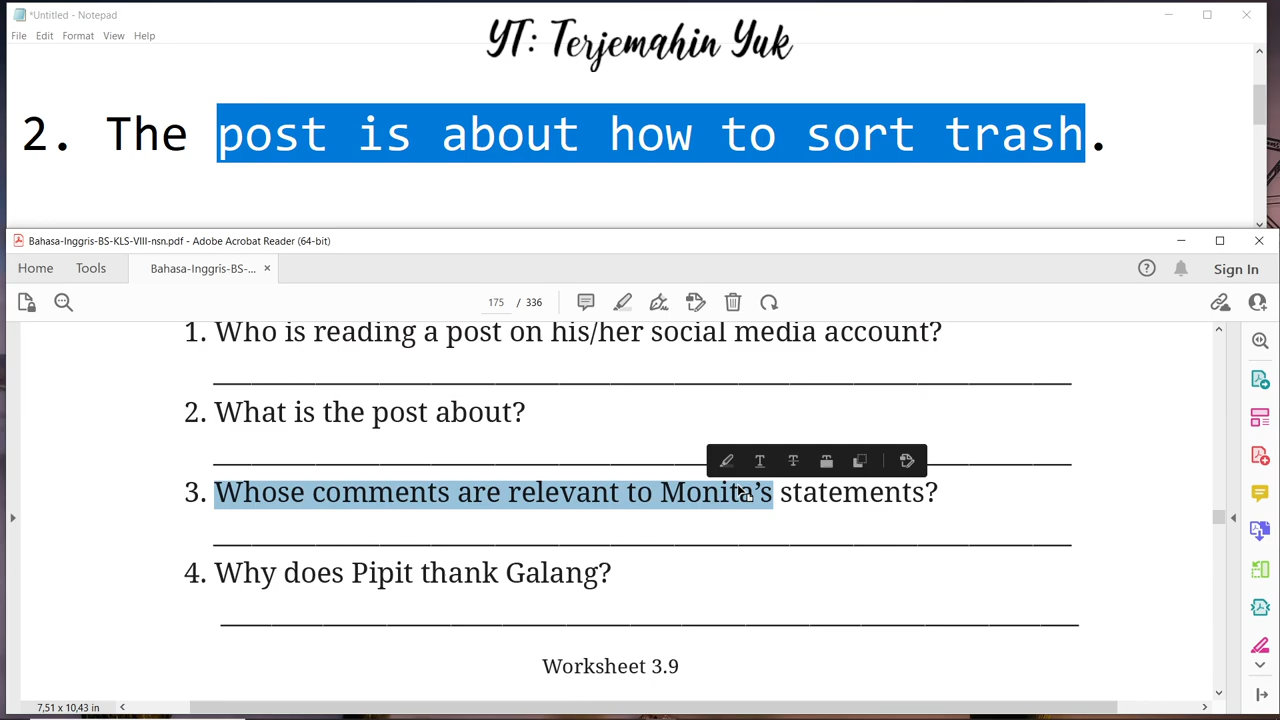 *Untitled - Notepad
File Edit Format View Help
YT: Terjemahin Yuk
2. The post is about how to sort trash.
Bahasa-Inggris-BS-KLS-VIII-nsn.pdf - Adobe Acrobat Reader (64-bit)
Home Tools Bahasa-Inggris-BS-... × Sign In
175 / 336
1. Who is reading a post on his/her social media account?
2. What is the post about?
3. Whose comments are relevant to Monita's statements?
4. Why does Pipit thank Galang?
Worksheet 3.9
7,51 x 10,43 in